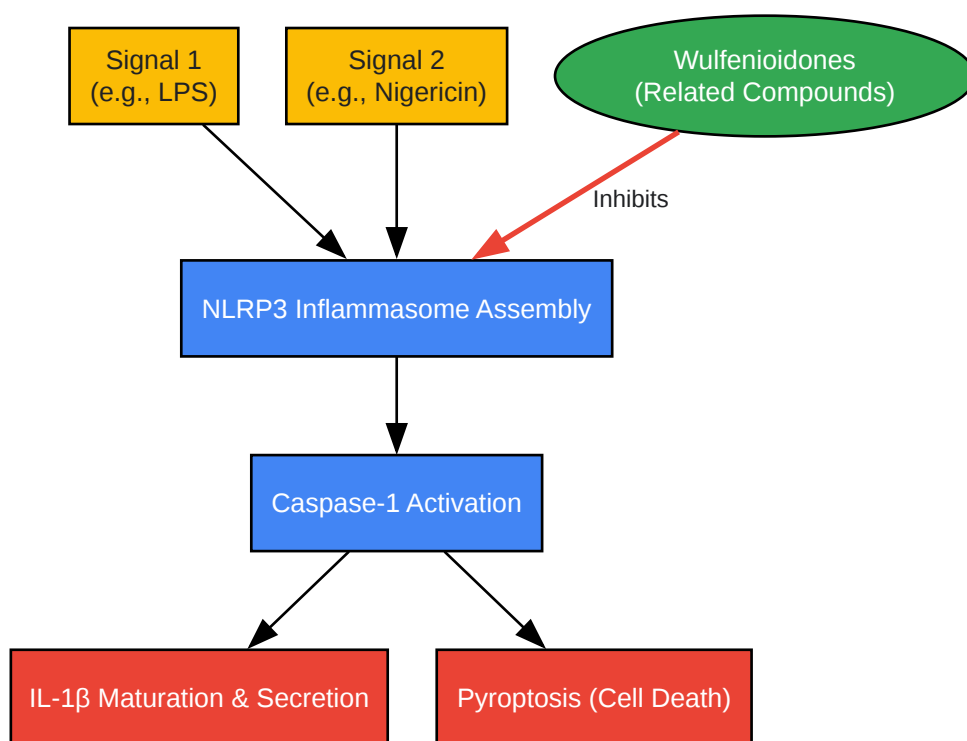 Signal 1
(e.g., LPS)
Signal 2
(e.g., Nigericin)
Wulfenioidones
(Related Compounds)
Inhibits
NLRP3 Inflammasome Assembly
Caspase-1 Activation
IL-1β Maturation & Secretion
Pyroptosis (Cell Death)